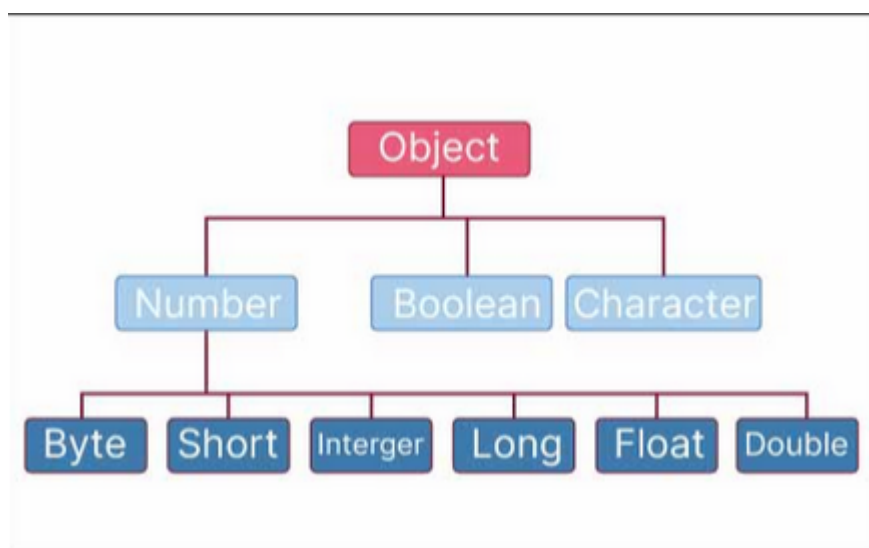 Object
Number
Boolean
Character
Byte
Short
Interger
Long
Float
Double